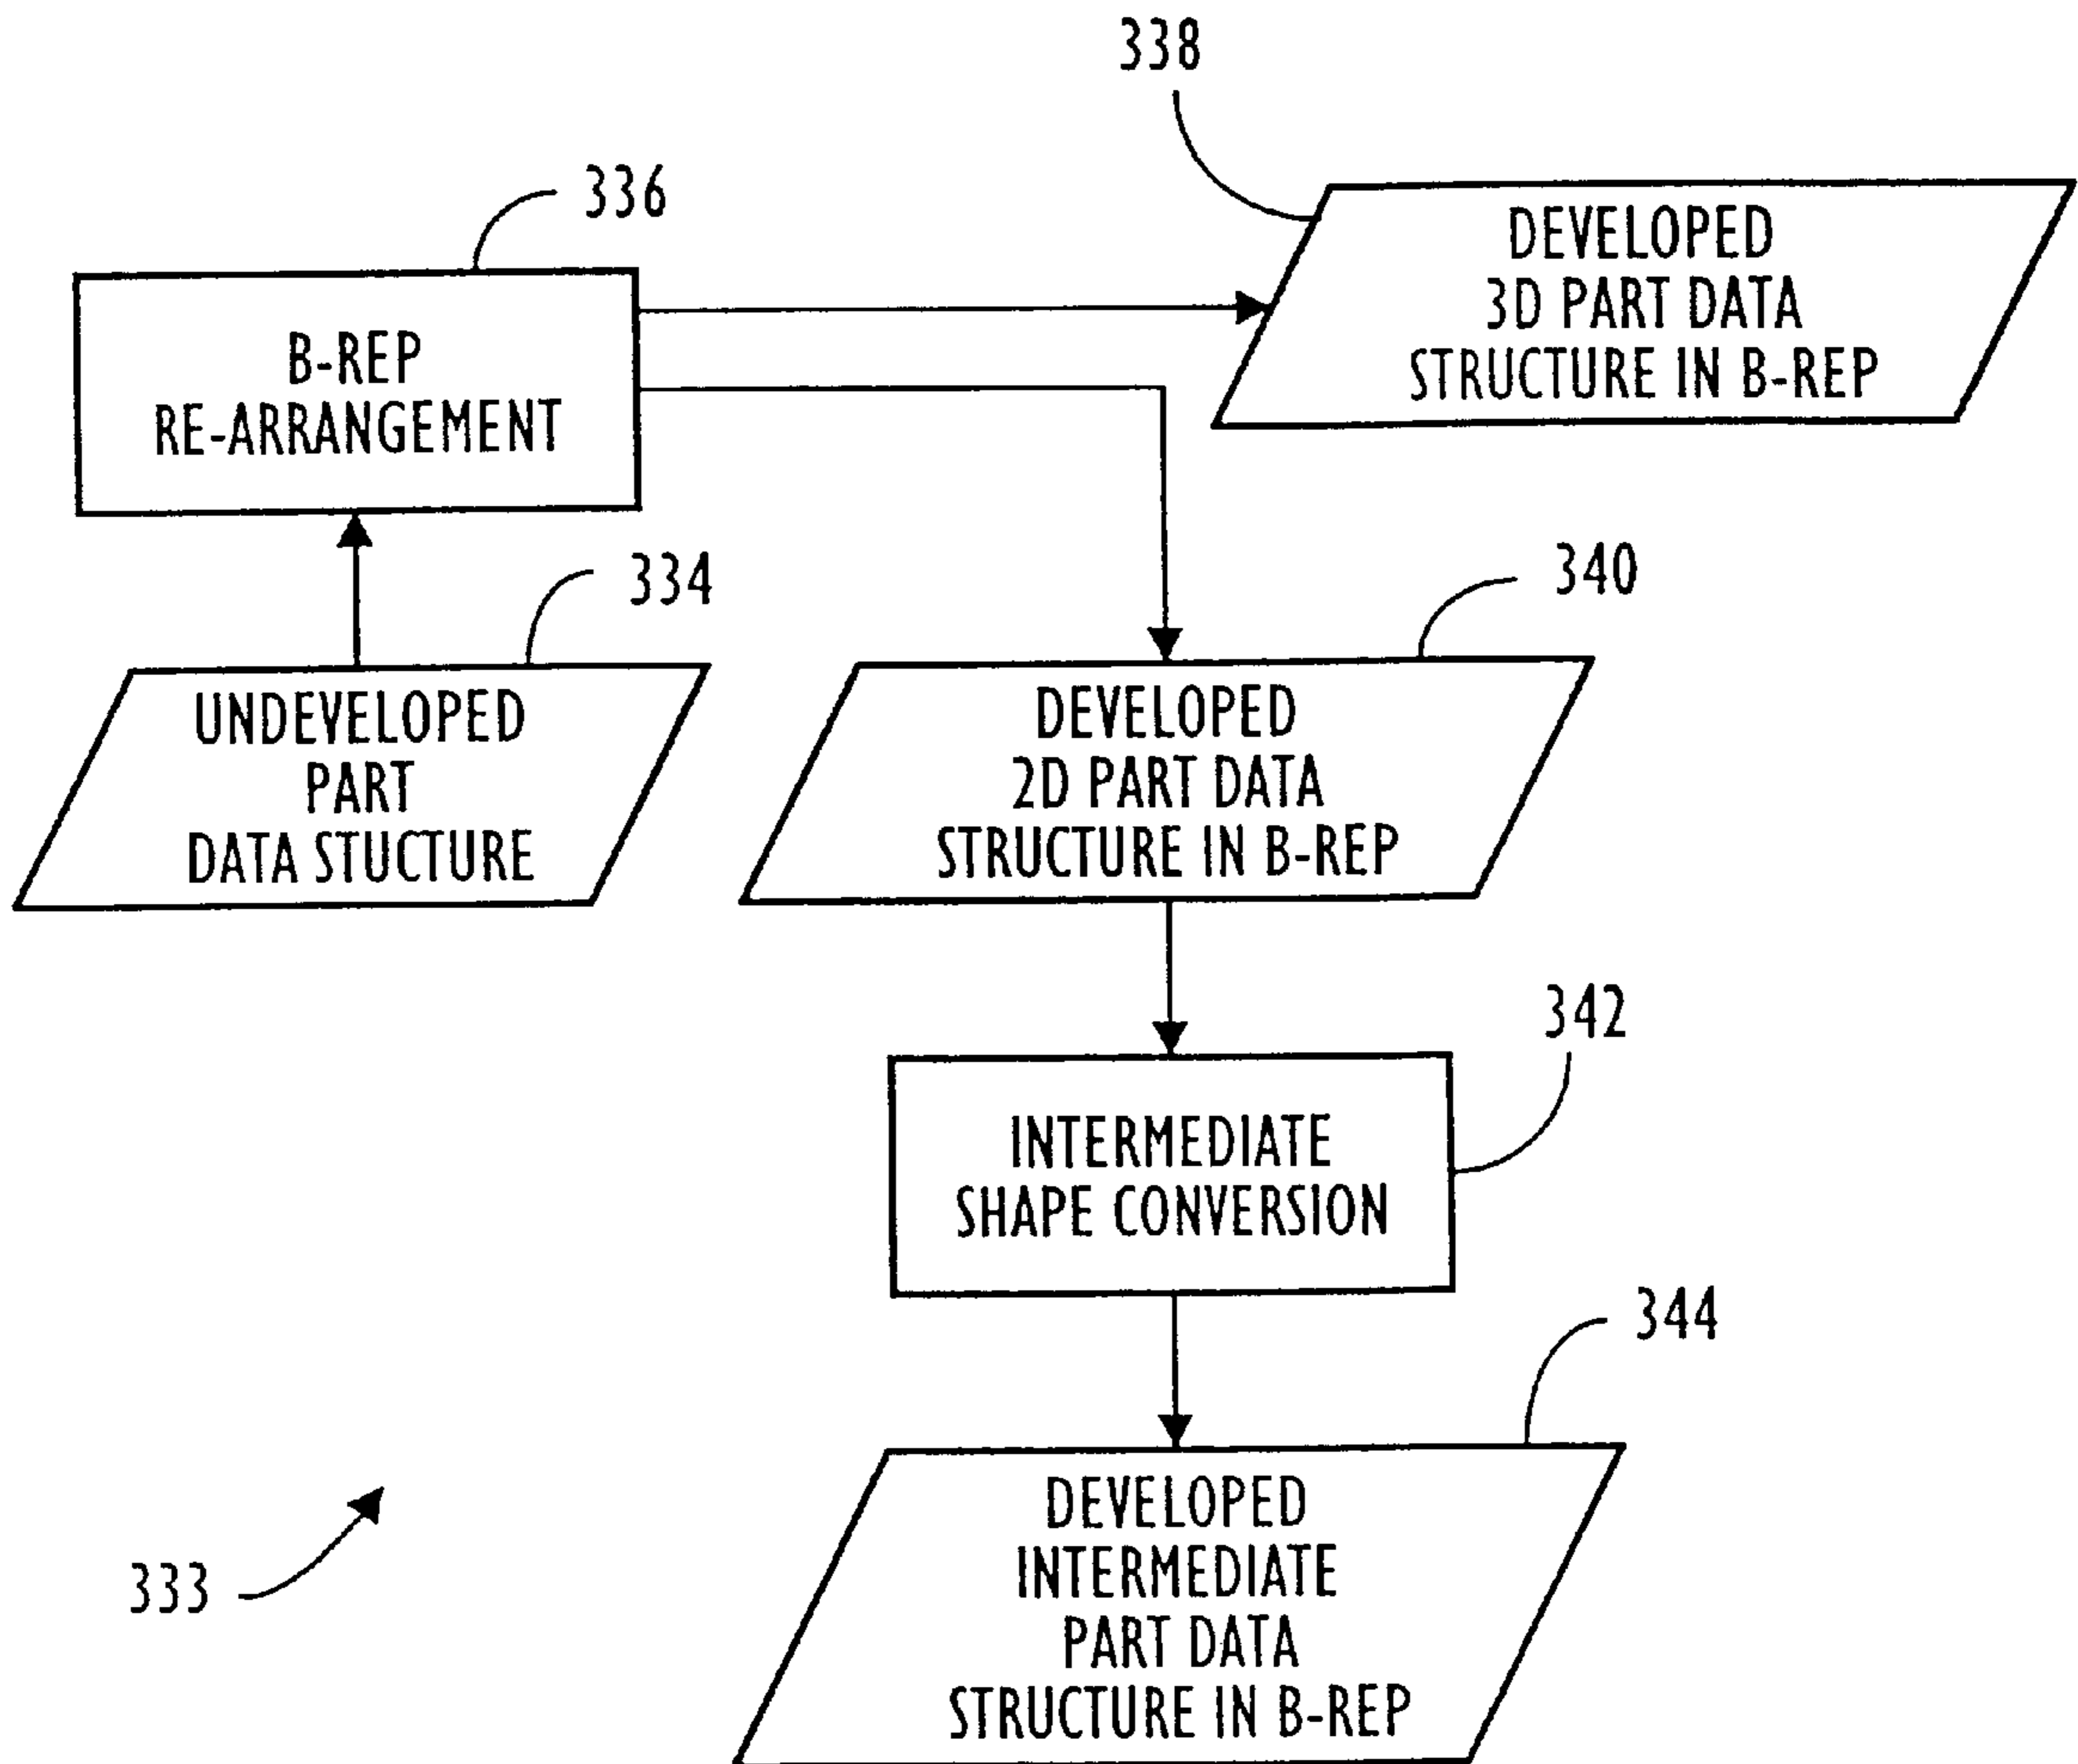 338
336
DEVELOPED
3D PART DATA
STRUCTURE IN B-REP
B-REP
RE-ARRANGEMENT
334
340
UNDEVELOPED
PART
DATA STUCTURE
DEVELOPED
2D PART DATA
STRUCTURE IN B-REP
342
INTERMEDIATE
SHAPE CONVERSION
344
DEVELOPED
INTERMEDIATE
PART DATA
STRUCTURE IN B-REP
333